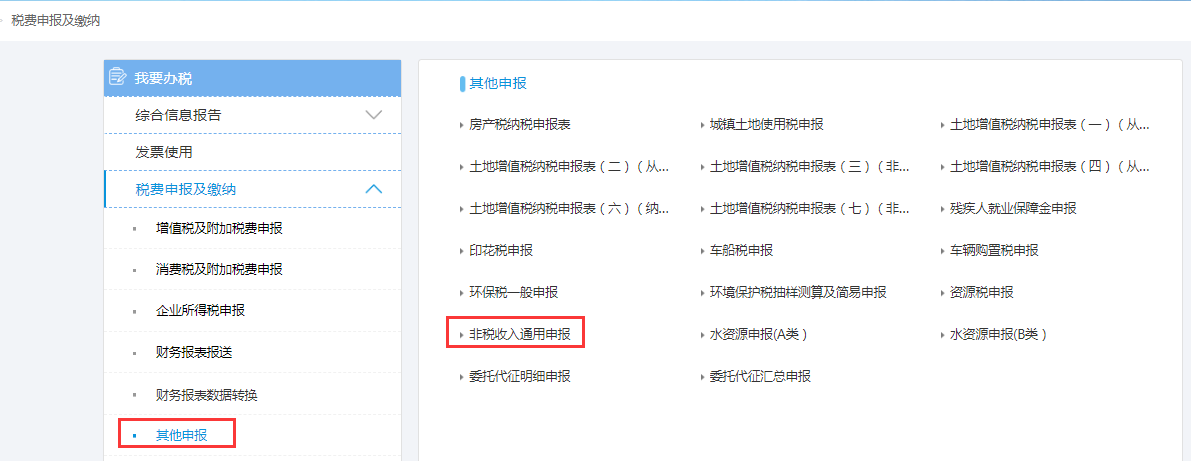 税费申报及缴纳
我要办税
综合信息报告
发票使用
税费申报及缴纳
增值税及附加税费申报
消费税及附加税费申报
企业所得税申报
财务报表报送
财务报表数据转换
其他申报
其他申报
房产税纳税申报表
城镇土地使用税申报
土地增值税纳税申报表（一）（从...
土地增值税纳税申报表（二）（从...
土地增值税纳税申报表（三）（非...
土地增值税纳税申报表（四）（从...
土地增值税纳税申报表（六）（纳...
土地增值税纳税申报表（七）（非...
残疾人就业保障金申报
印花税申报
车船税申报
车辆购置税申报
环保税一般申报
环境保护税抽样测算及简易申报
资源税申报
非税收入通用申报
水资源申报(A类）
水资源申报(B类）
委托代征明细申报
委托代征汇总申报